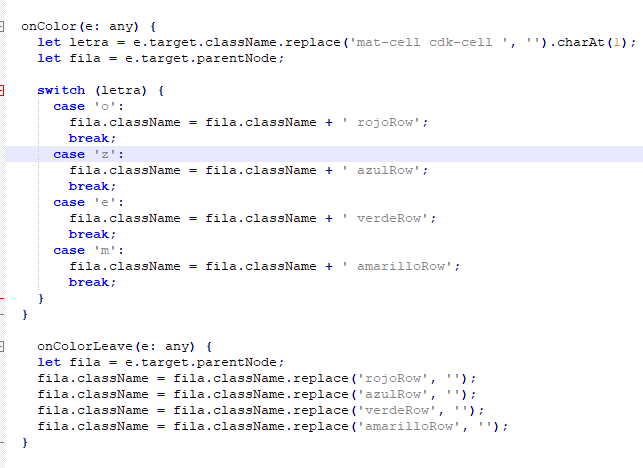 onColor(e: any) {
let letra = e.target.className.replace('mat-cell cdk-cell ', '').charAt(1);
let fila = e.target.parentNode;
switch (letra) {
case 'o':
fila.className = fila.className + ' rojoRow';
break;
case 'z':
fila.className = fila.className + ' azulRow';
break;
case 'e':
fila.className = fila.className + ' verdeRow';
break;
case 'm':
fila.className = fila.className + ' amarilloRow';
break;
}
}
onColorLeave(e: any) {
let fila = e.target.parentNode;
fila.className = fila.className.replace('rojoRow', '');
fila.className = fila.className.replace('azulRow', '');
fila.className = fila.className.replace('verdeRow', '');
fila.className = fila.className.replace('amarilloRow', '');
}